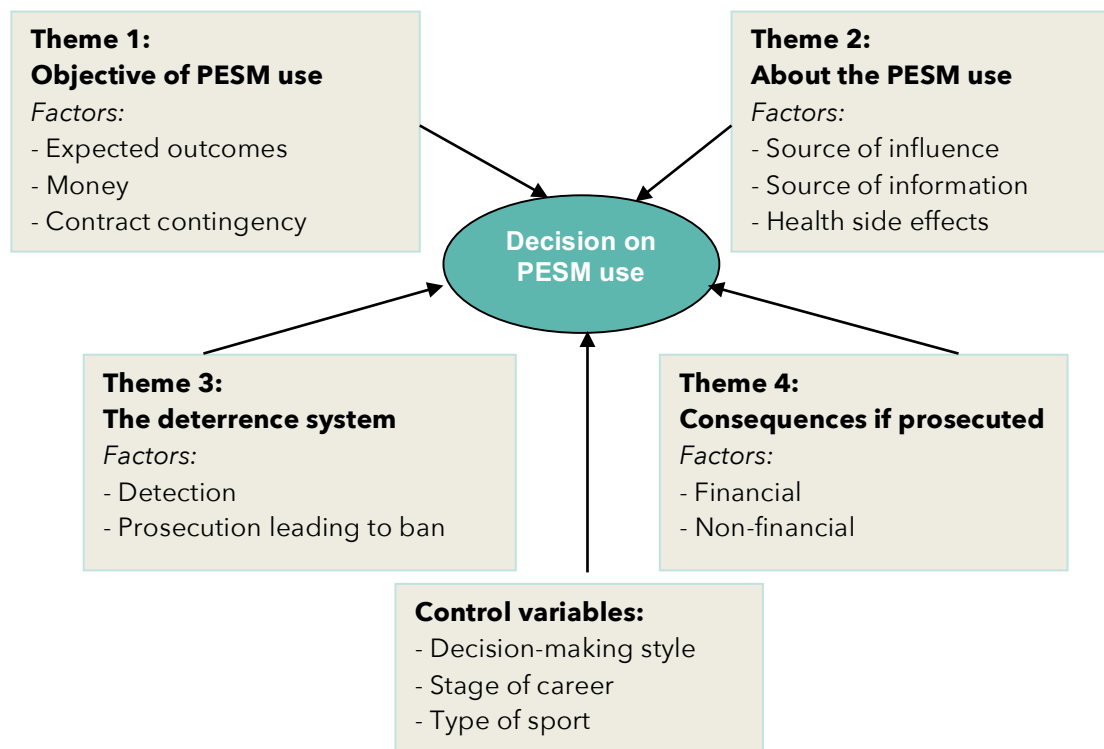 Theme 1:
Objective of PESM use
Factors:
- Expected outcomes
- Money
- Contract contingency
Theme 2:
About the PESM use
Factors:
- Source of influence
- Source of information
- Health side effects
Decision on
PESM use
Theme 3:
The deterrence system
Factors:
- Detection
- Prosecution leading to ban
Theme 4:
Consequences if prosecuted
Factors:
- Financial
- Non-financial
Control variables:
- Decision-making style
- Stage of career
- Type of sport